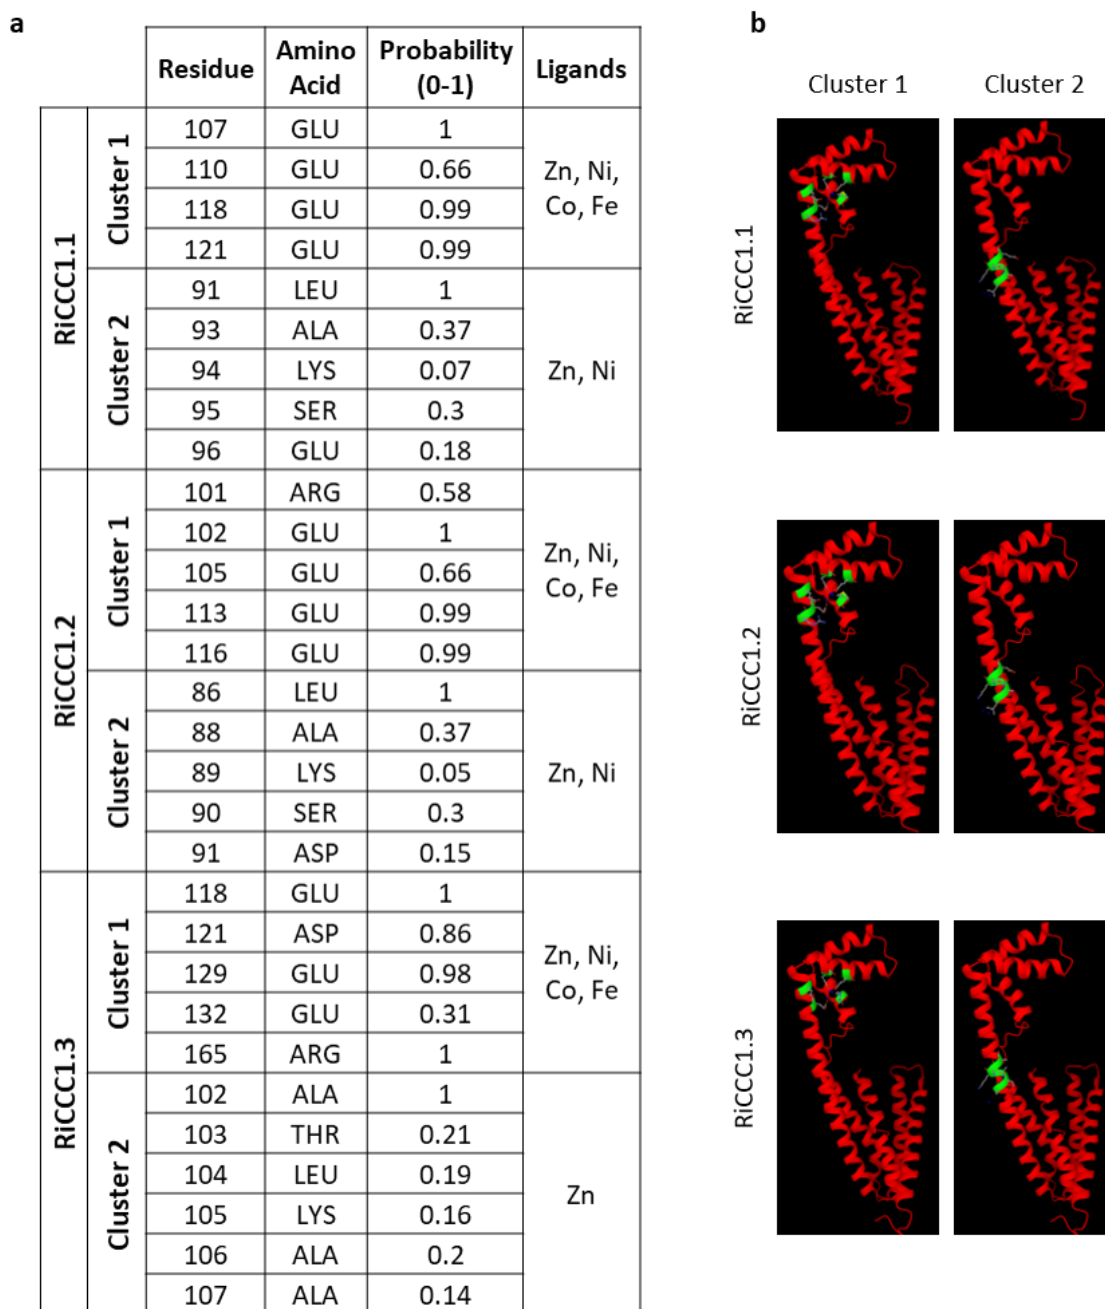 a
b
Residue Amino Acid Probability (0-1) Ligands
Cluster 1 Cluster 2
RiCCC1.1
Cluster 1
107 GLU 1
110 GLU 0.66
118 GLU 0.99
121 GLU 0.99
Zn, Ni,
Co, Fe
Cluster 2
91 LEU 1
93 ALA 0.37
94 LYS 0.07
95 SER 0.3
96 GLU 0.18
Zn, Ni
RiCCC1.2
Cluster 1
101 ARG 0.58
102 GLU 1
105 GLU 0.66
113 GLU 0.99
116 GLU 0.99
Zn, Ni,
Co, Fe
Cluster 2
86 LEU 1
88 ALA 0.37
89 LYS 0.05
90 SER 0.3
91 ASP 0.15
Zn, Ni
RiCCC1.3
Cluster 1
118 GLU 1
121 ASP 0.86
129 GLU 0.98
132 GLU 0.31
165 ARG 1
Zn, Ni,
Co, Fe
Cluster 2
102 ALA 1
103 THR 0.21
104 LEU 0.19
105 LYS 0.16
106 ALA 0.2
107 ALA 0.14
Zn
RiCCC1.1
RiCCC1.2
RiCCC1.3